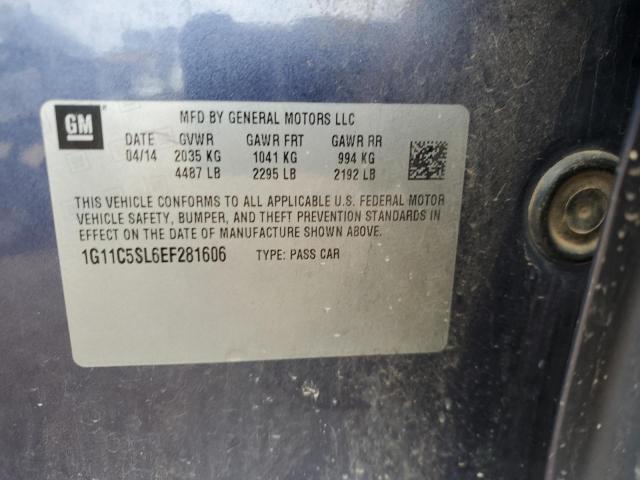 GM
MFD BY GENERAL MOTORS LLC
DATE GVWR GAWR FRT GAWR RR
04/14 2035 KG 1041 KG 994 KG
4487 LB 2295 LB 2192 LB
THIS VEHICLE CONFORMS TO ALL APPLICABLE U.S. FEDERAL MOTOR
VEHICLE SAFETY, BUMPER, AND THEFT PREVENTION STANDARDS IN
EFFECT ON THE DATE OF MANUFACTURE SHOWN ABOVE.
1G11C5SL6EF281606 TYPE: PASS CAR